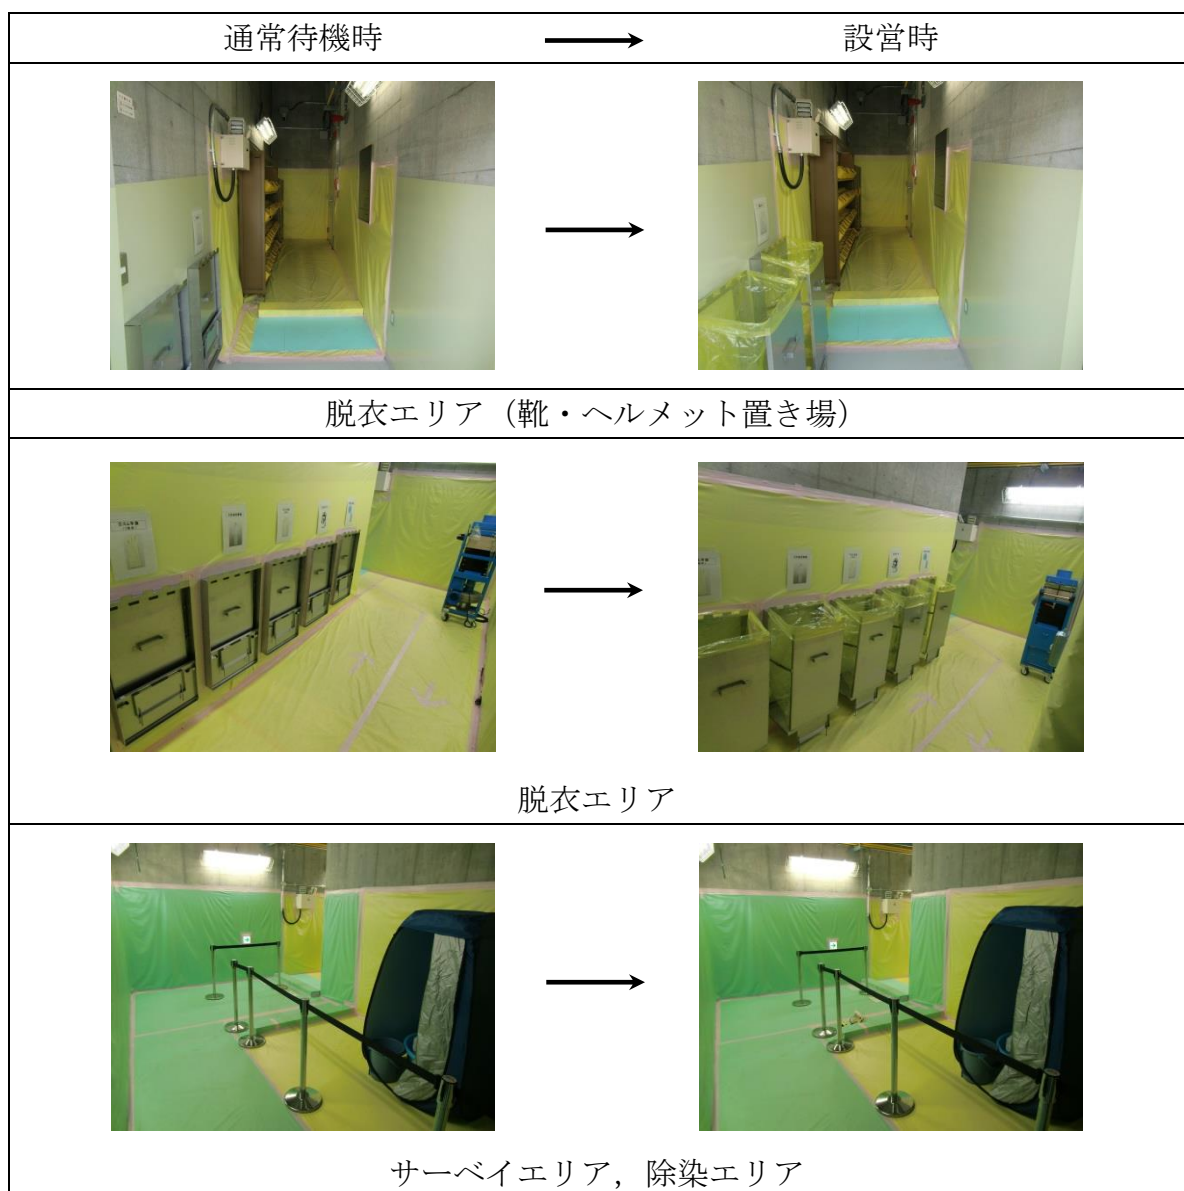 通常待機時
設営時
脱衣エリア（靴・ヘルメット置き場）
脱衣エリア
サーベイエリア，除染エリア